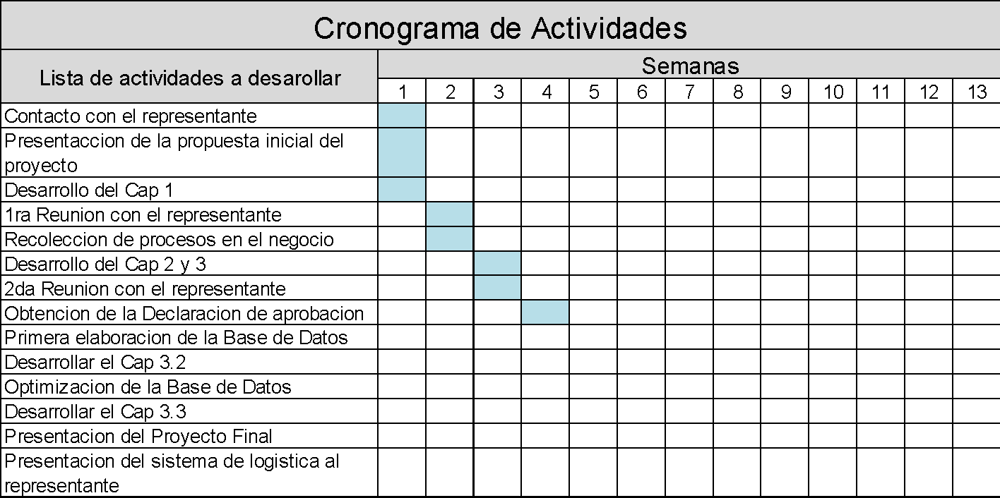 Cronograma de Actividades
Lista de actividades a desarollar
Semanas
1 2 3 4 5 6 7 8 9 10 11 12 13
Contacto con el representante
Presentaccion de la propuesta inicial del
proyecto
Desarrollo del Cap 1
1ra Reunion con el representante
Recoleccion de procesos en el negocio
Desarrollo del Cap 2 y 3
2da Reunion con el representante
Obtencion de la Declaracion de aprobacion
Primera elaboracion de la Base de Datos
Desarrollar el Cap 3.2
Optimizacion de la Base de Datos
Desarrollar el Cap 3.3
Presentacion del Proyecto Final
Presentacion del sistema de logistica al
representante